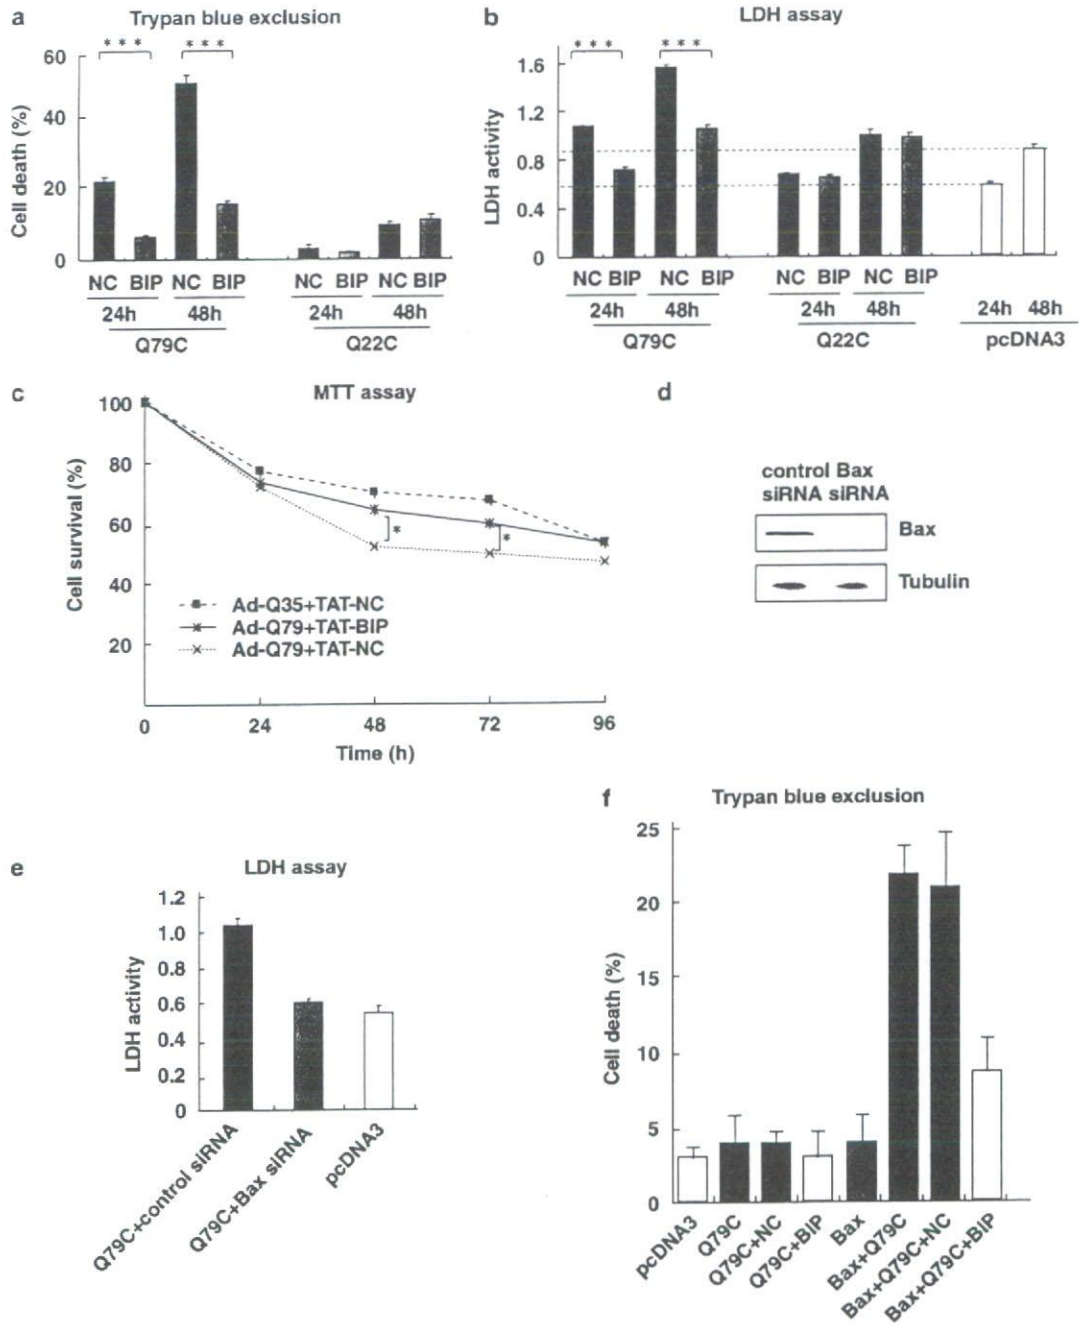 a
Trypan blue exclusion
* * *
* * *
60
40
20
0
Cell death (%)
NC BIP NC BIP NC BIP NC BIP
24h 48h 24h 48h
Q79C Q22C
b
LDH assay
* * *
* * *
1.6
1.2
0.8
0.4
0
LDH activity
NC BIP NC BIP NC BIP NC BIP
24h 48h 24h 48h 24h 48h
Q79C Q22C pcDNA3
c
MTT assay
100
80
60
40
20
Cell survival (%)
*
*
Ad-Q35+TAT-NC
Ad-Q79+TAT-BIP
Ad-Q79+TAT-NC
0 24 48 72 96
Time (h)
d
control Bax
siRNA siRNA
Bax
Tubulin
e
LDH assay
1.2
1.0
0.8
0.6
0.4
0.2
0
LDH activity
Q79C+control siRNA
Q79C+Bax siRNA
pcDNA3
f
Trypan blue exclusion
25
20
15
10
5
0
Cell death (%)
pcDNA3
Q79C
Q79C+NC
Q79C+BIP
Bax
Bax+Q79C
Bax+Q79C+NC
Bax+Q79C+BIP